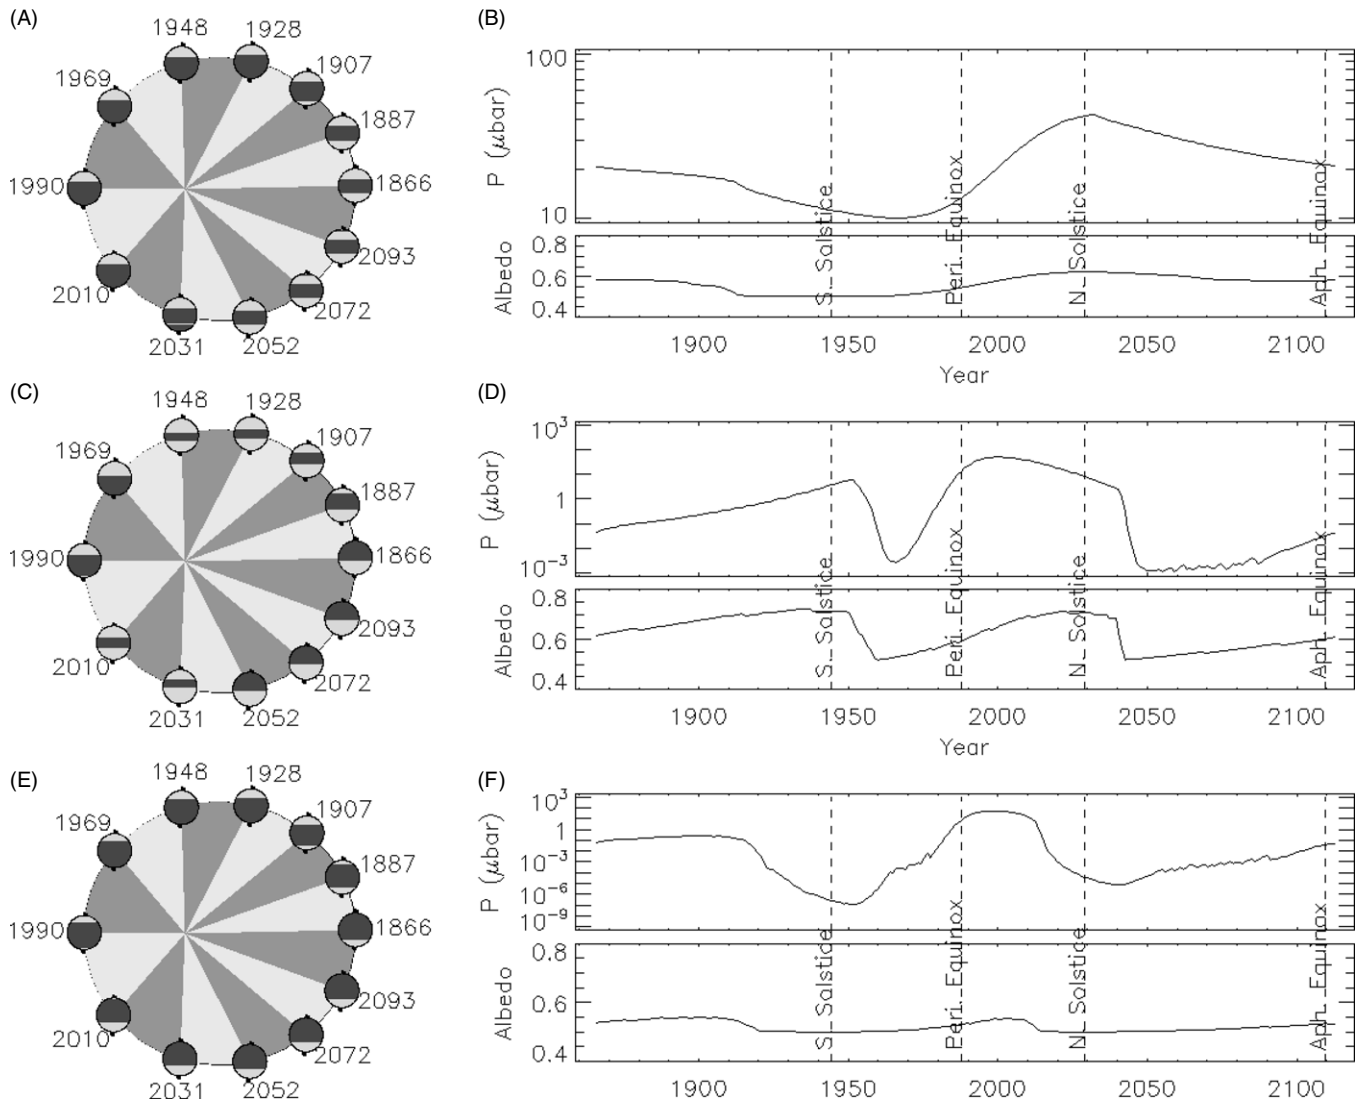 (A)
1948
1928
1907
1969
1887
1990
1866
2010
2093
2072
2031
2052
(B)
100
P (μbar)
10
0.8
Albedo
0.6
0.4
S. Solstice
Peri. Equinox
N. Solstice
Aph. Equinox
1900
1950
2000
2050
2100
Year
(C)
1948
1928
1907
1969
1887
1990
1866
2010
2093
2072
2031
2052
(D)
10³
P (μbar)
1
10⁻³
0.8
Albedo
0.6
0.4
S. Solstice
Peri. Equinox
N. Solstice
Aph. Equinox
1900
1950
2000
2050
2100
Year
(E)
1948
1928
1907
1969
1887
1990
1866
2010
2093
2072
2031
2052
(F)
10³
P (μbar)
1
10⁻³
10⁻⁶
10⁻⁹
0.8
Albedo
0.6
0.4
S. Solstice
Peri. Equinox
N. Solstice
Aph. Equinox
1900
1950
2000
2050
2100